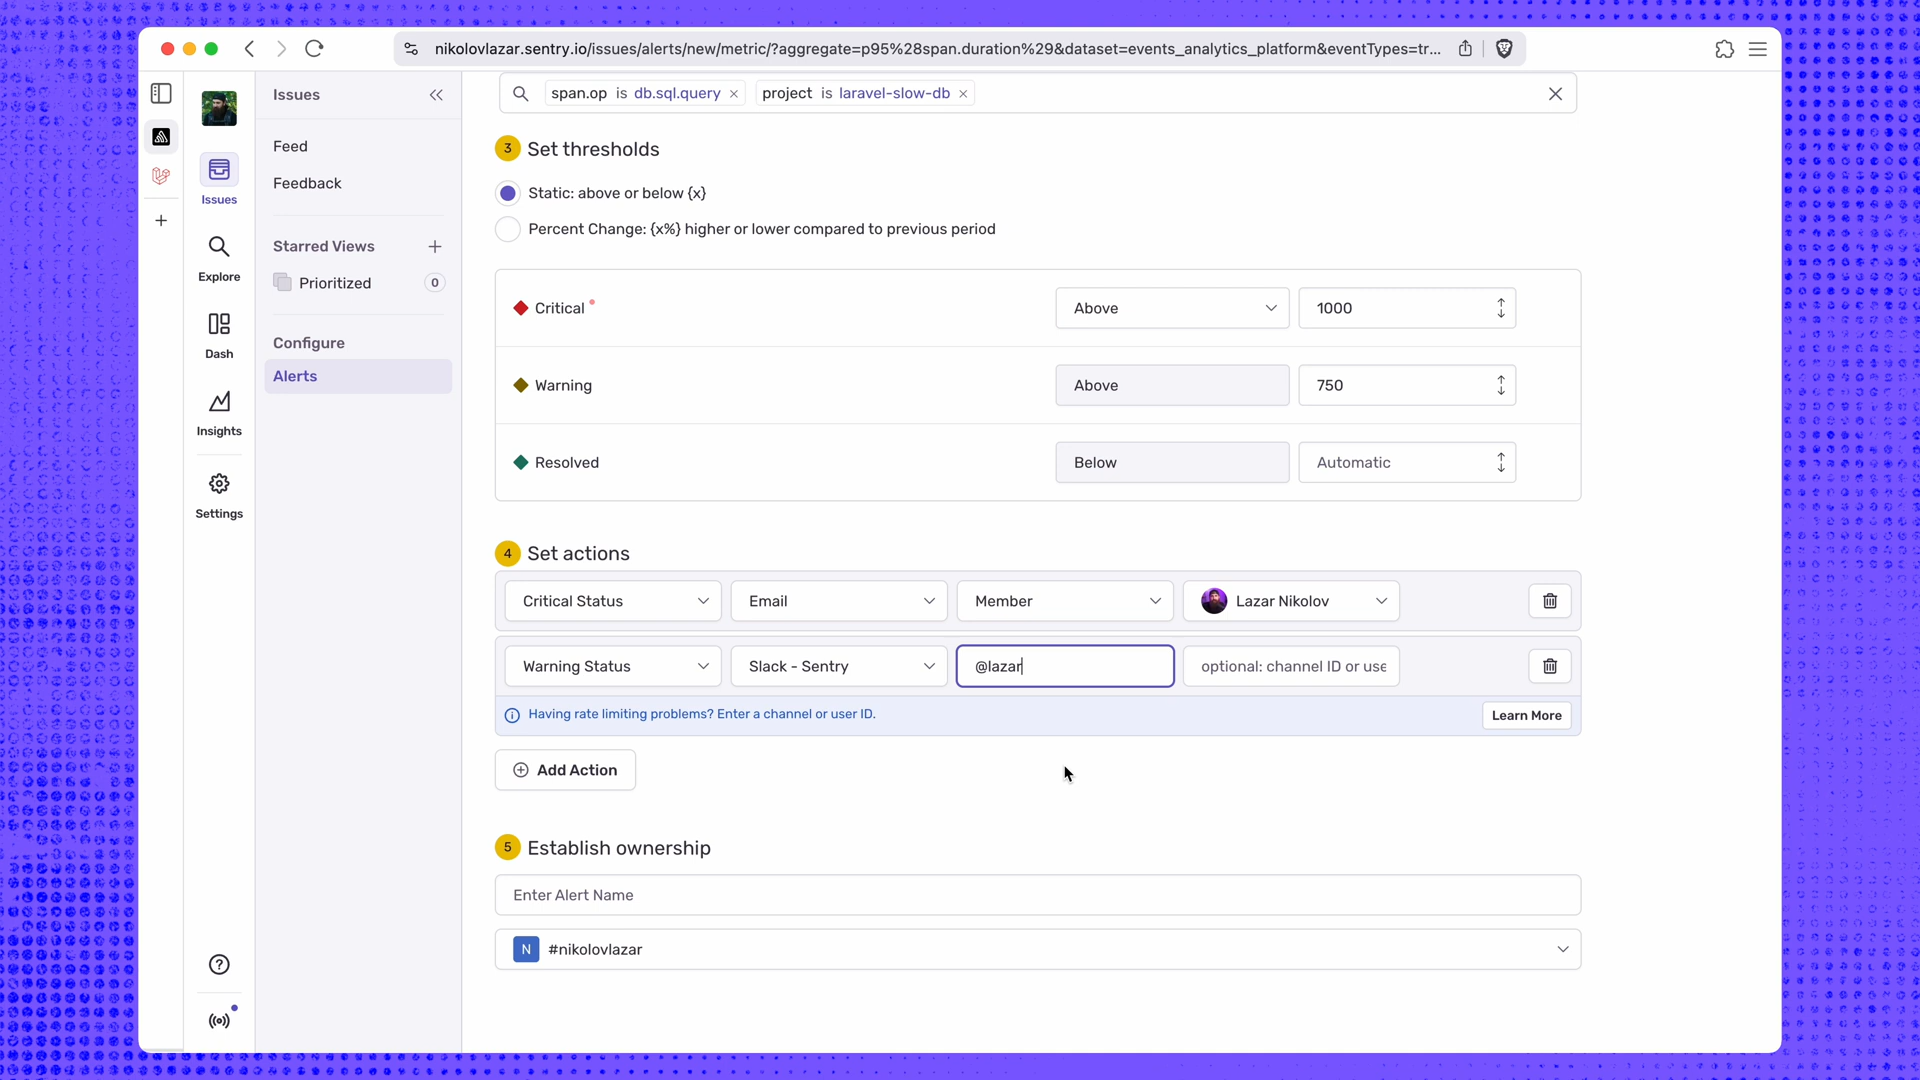 nikolovlazar.sentry.io/issues/alerts/new/metric/?aggregate=p95%28span.duration%29&dataset=events_analytics_platform&eventTypes=tr...
Issues
Feed
Feedback
Starred Views
Prioritized 0
Configure
Alerts
Issues
Explore
Dash
Insights
Settings
span.op is db.sql.query × project is laravel-slow-db ×
3 Set thresholds
Static: above or below {x}
Percent Change: {x%} higher or lower compared to previous period
Critical * Above 1000
Warning Above 750
Resolved Below Automatic
4 Set actions
Critical Status Email Member Lazar Nikolov
Warning Status Slack - Sentry @lazar optional: channel ID or use
Having rate limiting problems? Enter a channel or user ID. Learn More
Add Action
5 Establish ownership
Enter Alert Name
N #nikolovlazar